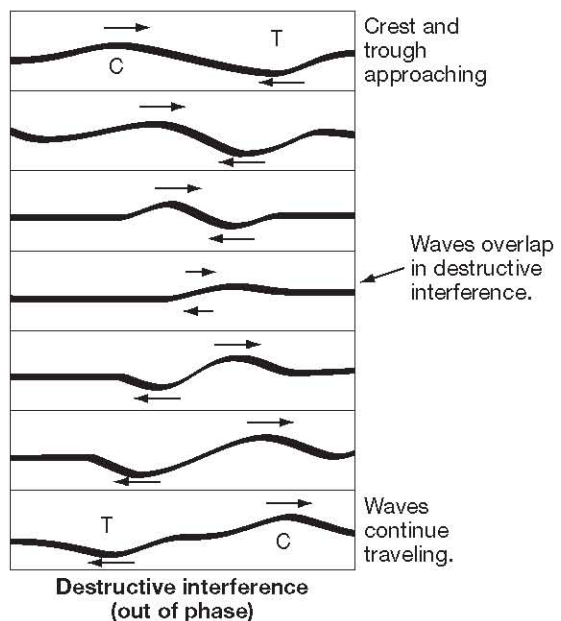 Crest and
trough
approaching
T
C
Waves overlap
in destructive
interference.
Waves
continue
traveling.
T
C
Destructive interference
(out of phase)